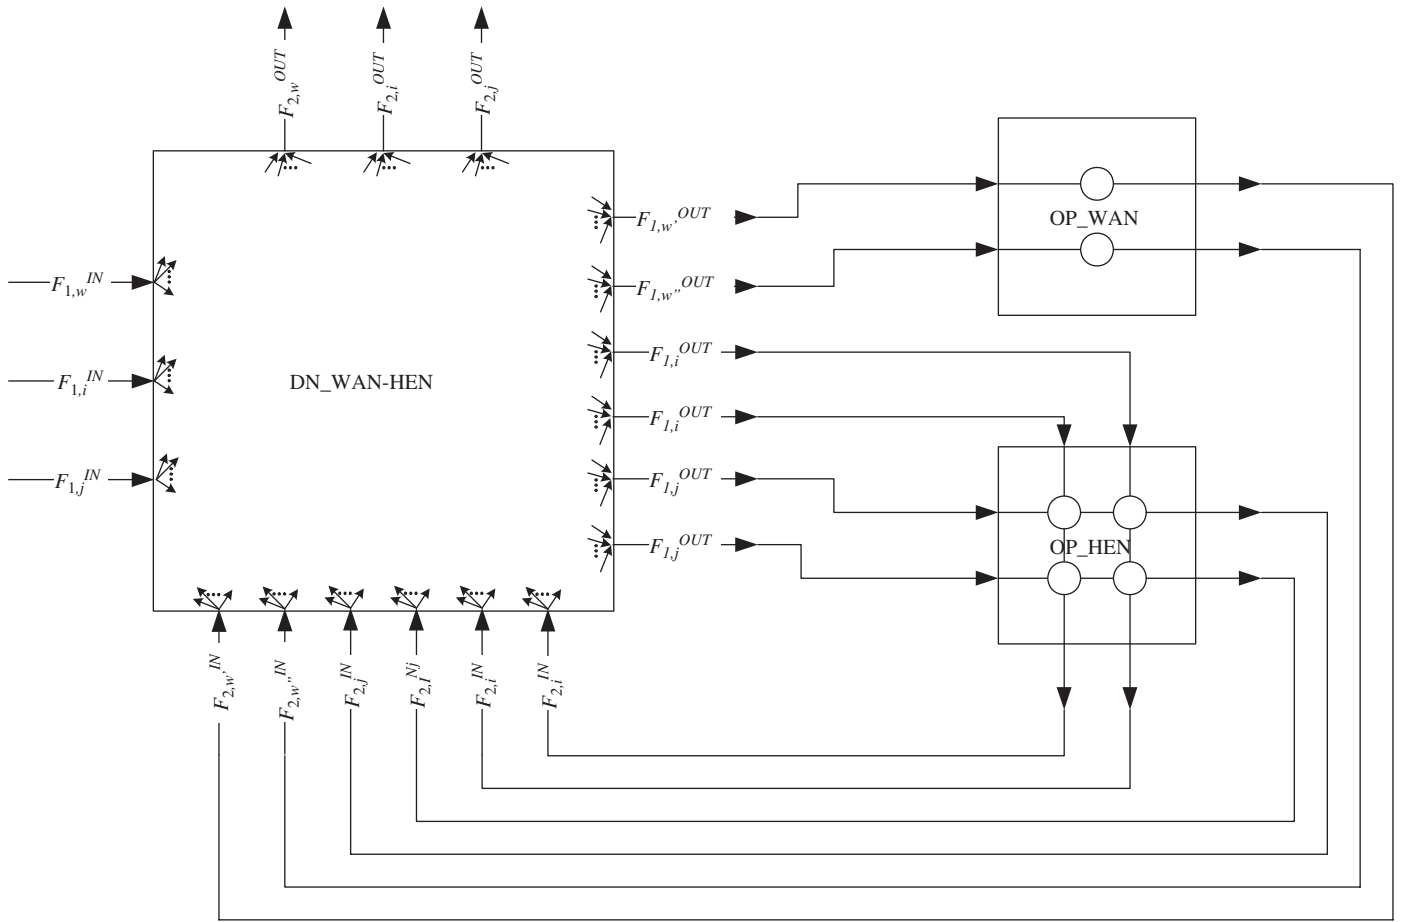 F2,w^OUT
F2,i^OUT
F2,j^OUT
F1,w'^OUT
OP_WAN
F1,w^IN
F1,w''^OUT
F1,i^OUT
F1,i^IN
DN_WAN-HEN
F1,i^OUT
F1,j^IN
F1,j^OUT
F1,j^OUT
OP_HEN
F2,w'^IN
F2,w''^IN
F2,j^IN
F2,I^Nj
F2,i^IN
F2,i^IN